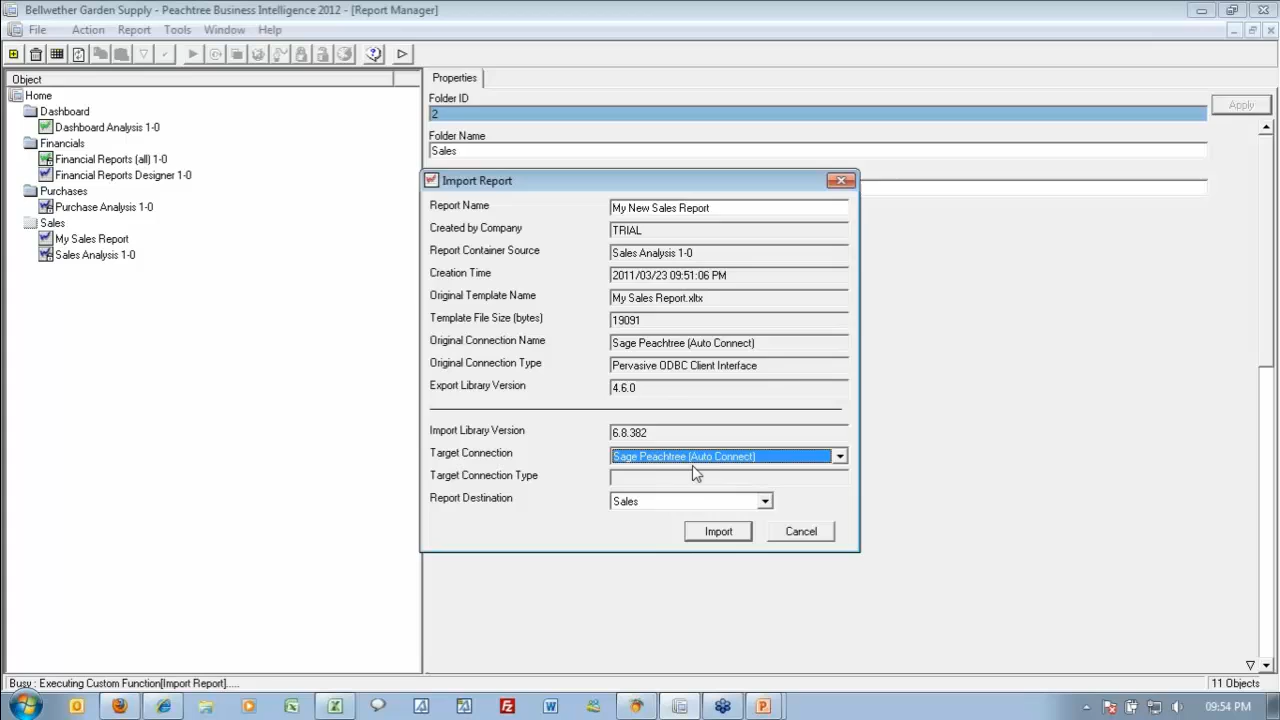 Bellwether Garden Supply - Peachtree Business Intelligence 2012 - [Report Manager]
File Action Report Tools Window Help
Object
Home
Dashboard
Dashboard Analysis 1-0
Financials
Financial Reports (all) 1-0
Financial Reports Designer 1-0
Purchases
Purchase Analysis 1-0
Sales
My Sales Report
Sales Analysis 1-0
Properties
Folder ID
2
Apply
Folder Name
Sales
Import Report
Report Name My New Sales Report
Created by Company TRIAL
Report Container Source Sales Analysis 1-0
Creation Time 2011/03/23 09:51:06 PM
Original Template Name My Sales Report.xltx
Template File Size (bytes) 19091
Original Connection Name Sage Peachtree (Auto Connect)
Original Connection Type Pervasive ODBC Client Interface
Export Library Version 4.6.0
Import Library Version 6.8.382
Target Connection Sage Peachtree (Auto Connect)
Target Connection Type
Report Destination Sales
Import Cancel
Busy : Executing Custom Function[Import Report].... 11 Objects
09:54 PM